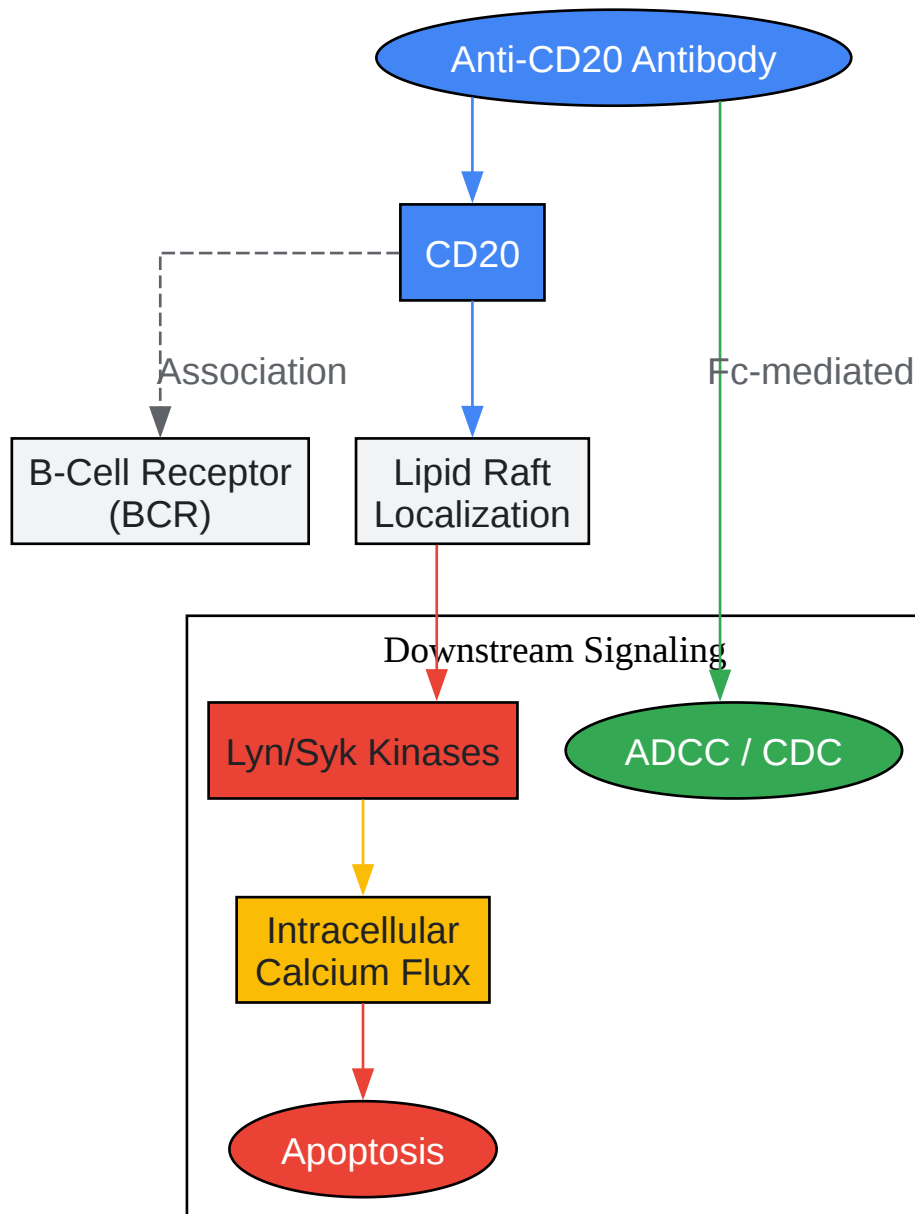 Anti-CD20 Antibody
CD20
Association
Fc-mediated
B-Cell Receptor
(BCR)
Lipid Raft
Localization
Downstream Signaling
Lyn/Syk Kinases
ADCC / CDC
Intracellular
Calcium Flux
Apoptosis